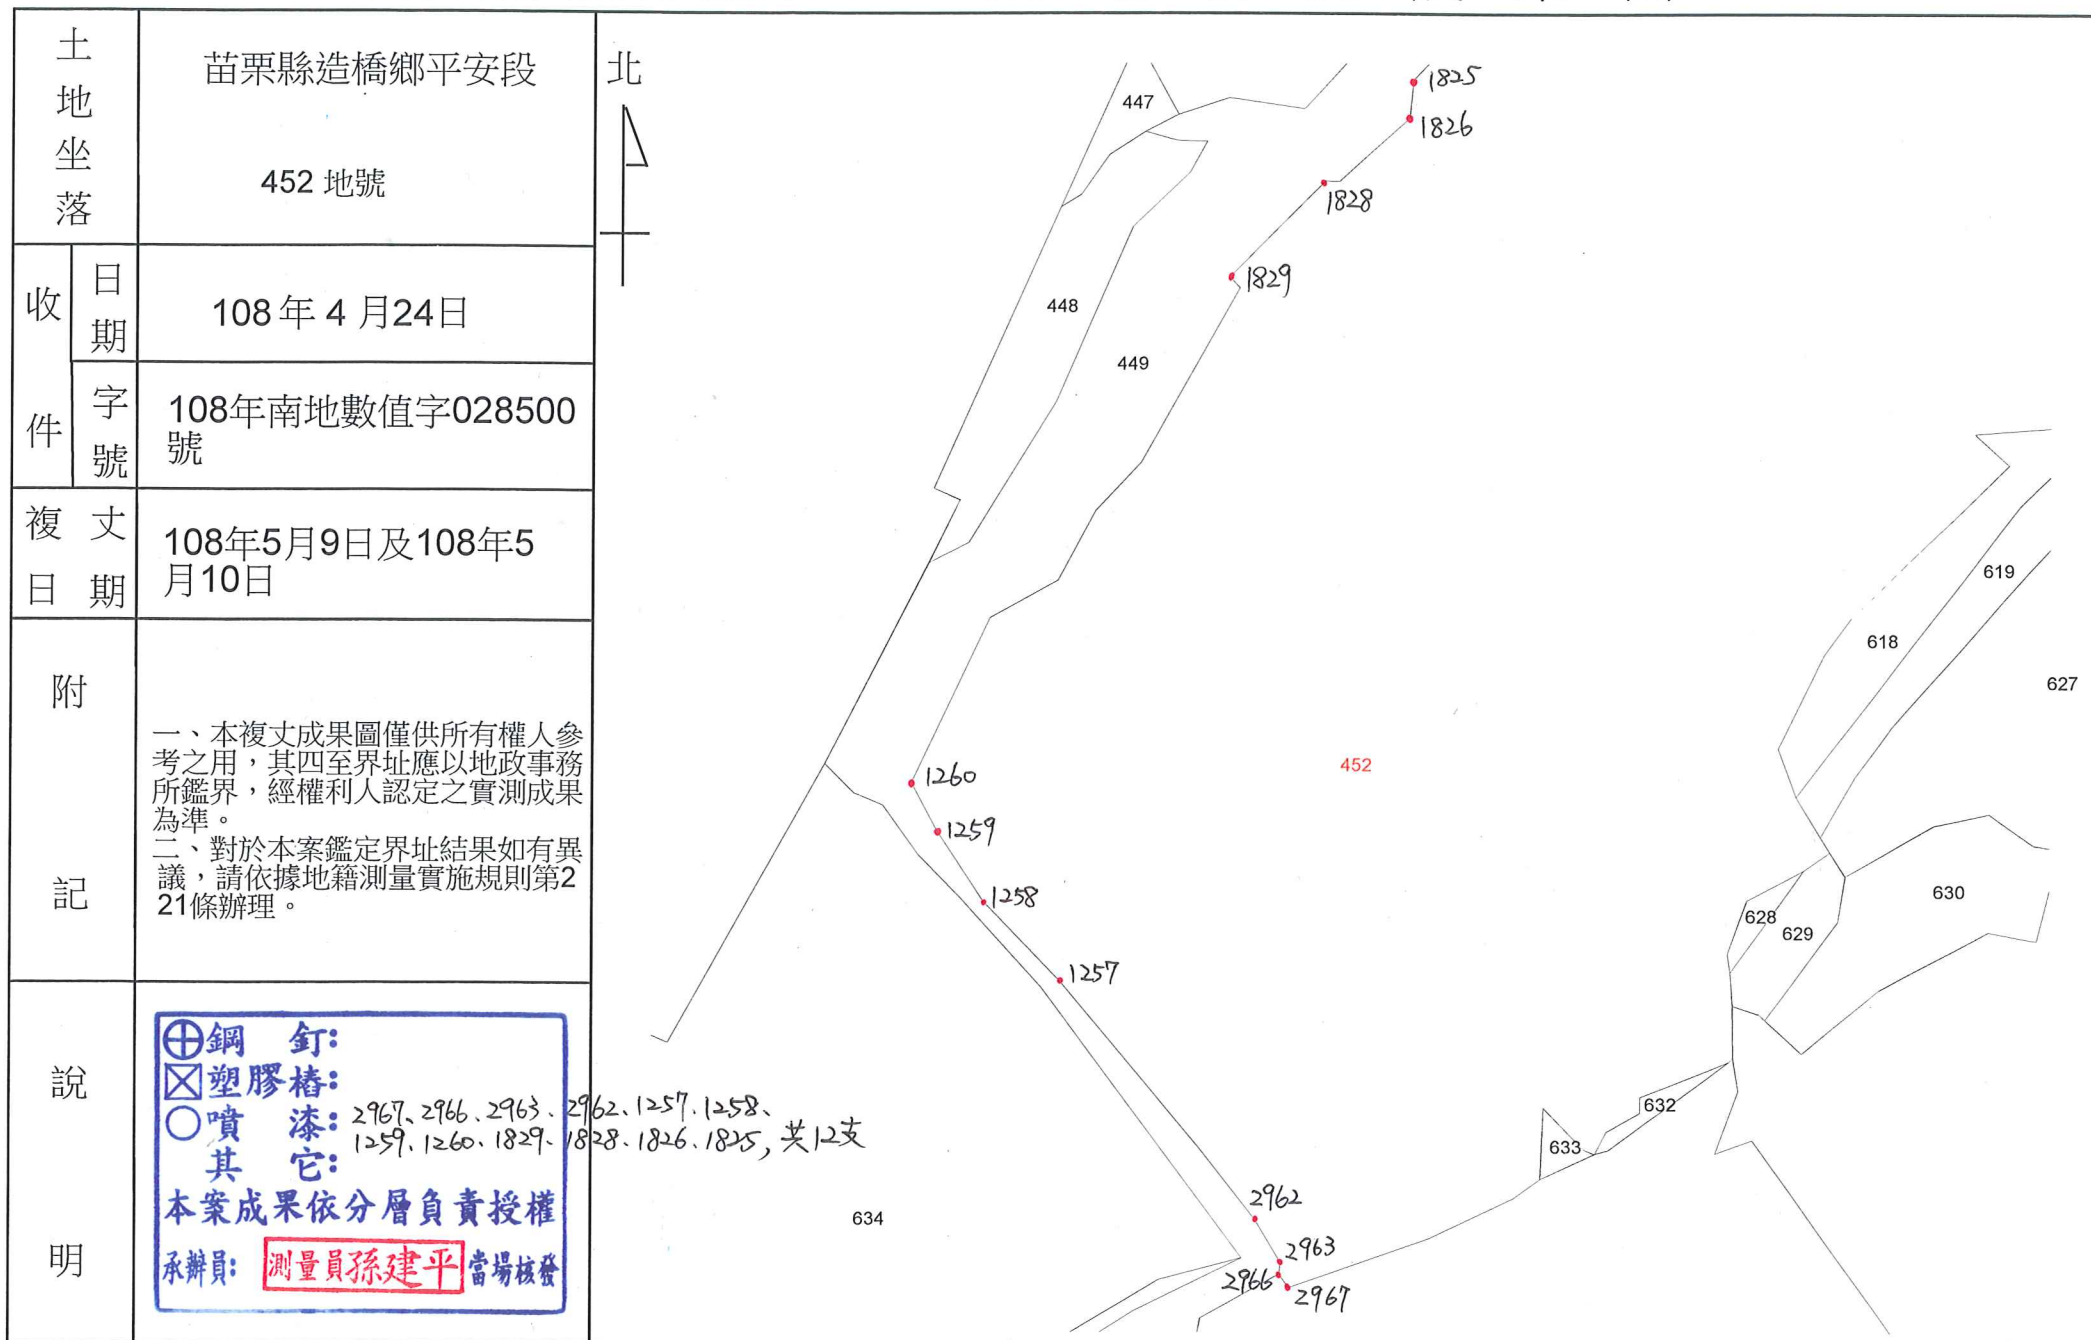 土地坐落
苗栗縣造橋鄉平安段
452 地號
收件
日期
108年 4 月24日
字號
108年南地數值字028500
號
複丈
日期
108年5月9日及108年5
月10日
附記
一、本複丈成果圖僅供所有權人參
考之用，其四至界址應以地政事務
所鑑界，經權利人認定之實測成果
為準。
二、對於本案鑑定界址結果如有異
議，請依據地籍測量實施規則第2
21條辦理。
說明
鋼釘：
塑膠樁：
噴漆：
其它：
2967、2966、2963、2962、1257、1258、
1259、1260、1829、1828、1826、1825，共12支
本案成果依分層負責授權
承辦員：測量員孫建平當場核發
北
447
1825
1826
1828
1829
448
449
619
618
627
452
1260
1259
1258
1257
630
628
629
632
633
634
2962
2963
2966
2967